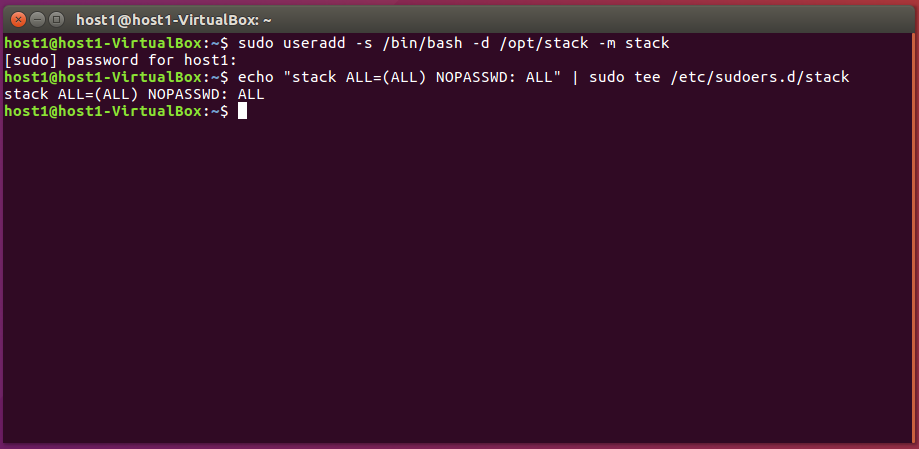 host1@host1-VirtualBox: ~
host1@host1-VirtualBox:~$ sudo useradd -s /bin/bash -d /opt/stack -m stack
[sudo] password for host1:
host1@host1-VirtualBox:~$ echo "stack ALL=(ALL) NOPASSWD: ALL" | sudo tee /etc/sudoers.d/stack
stack ALL=(ALL) NOPASSWD: ALL
host1@host1-VirtualBox:~$